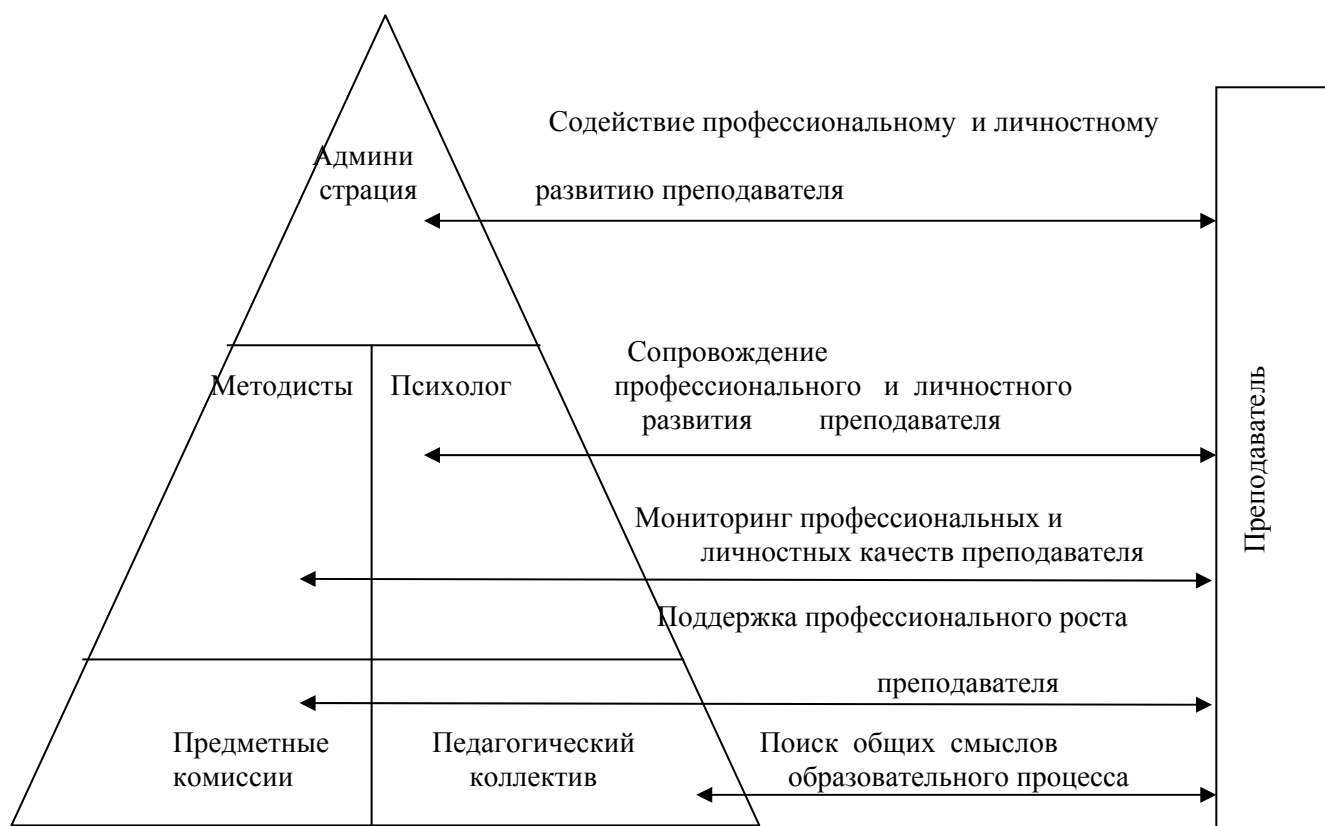 Содействие профессиональному и личностному
Админи
страция
развитию преподавателя
Сопровождение
профессионального и личностного
развития преподавателя
Методисты
Психолог
Мониторинг профессиональных и
личностных качеств преподавателя
Поддержка профессионального роста
преподавателя
Предметные
комиссии
Педагогический
коллектив
Поиск общих смыслов
образовательного процесса
Преподаватель